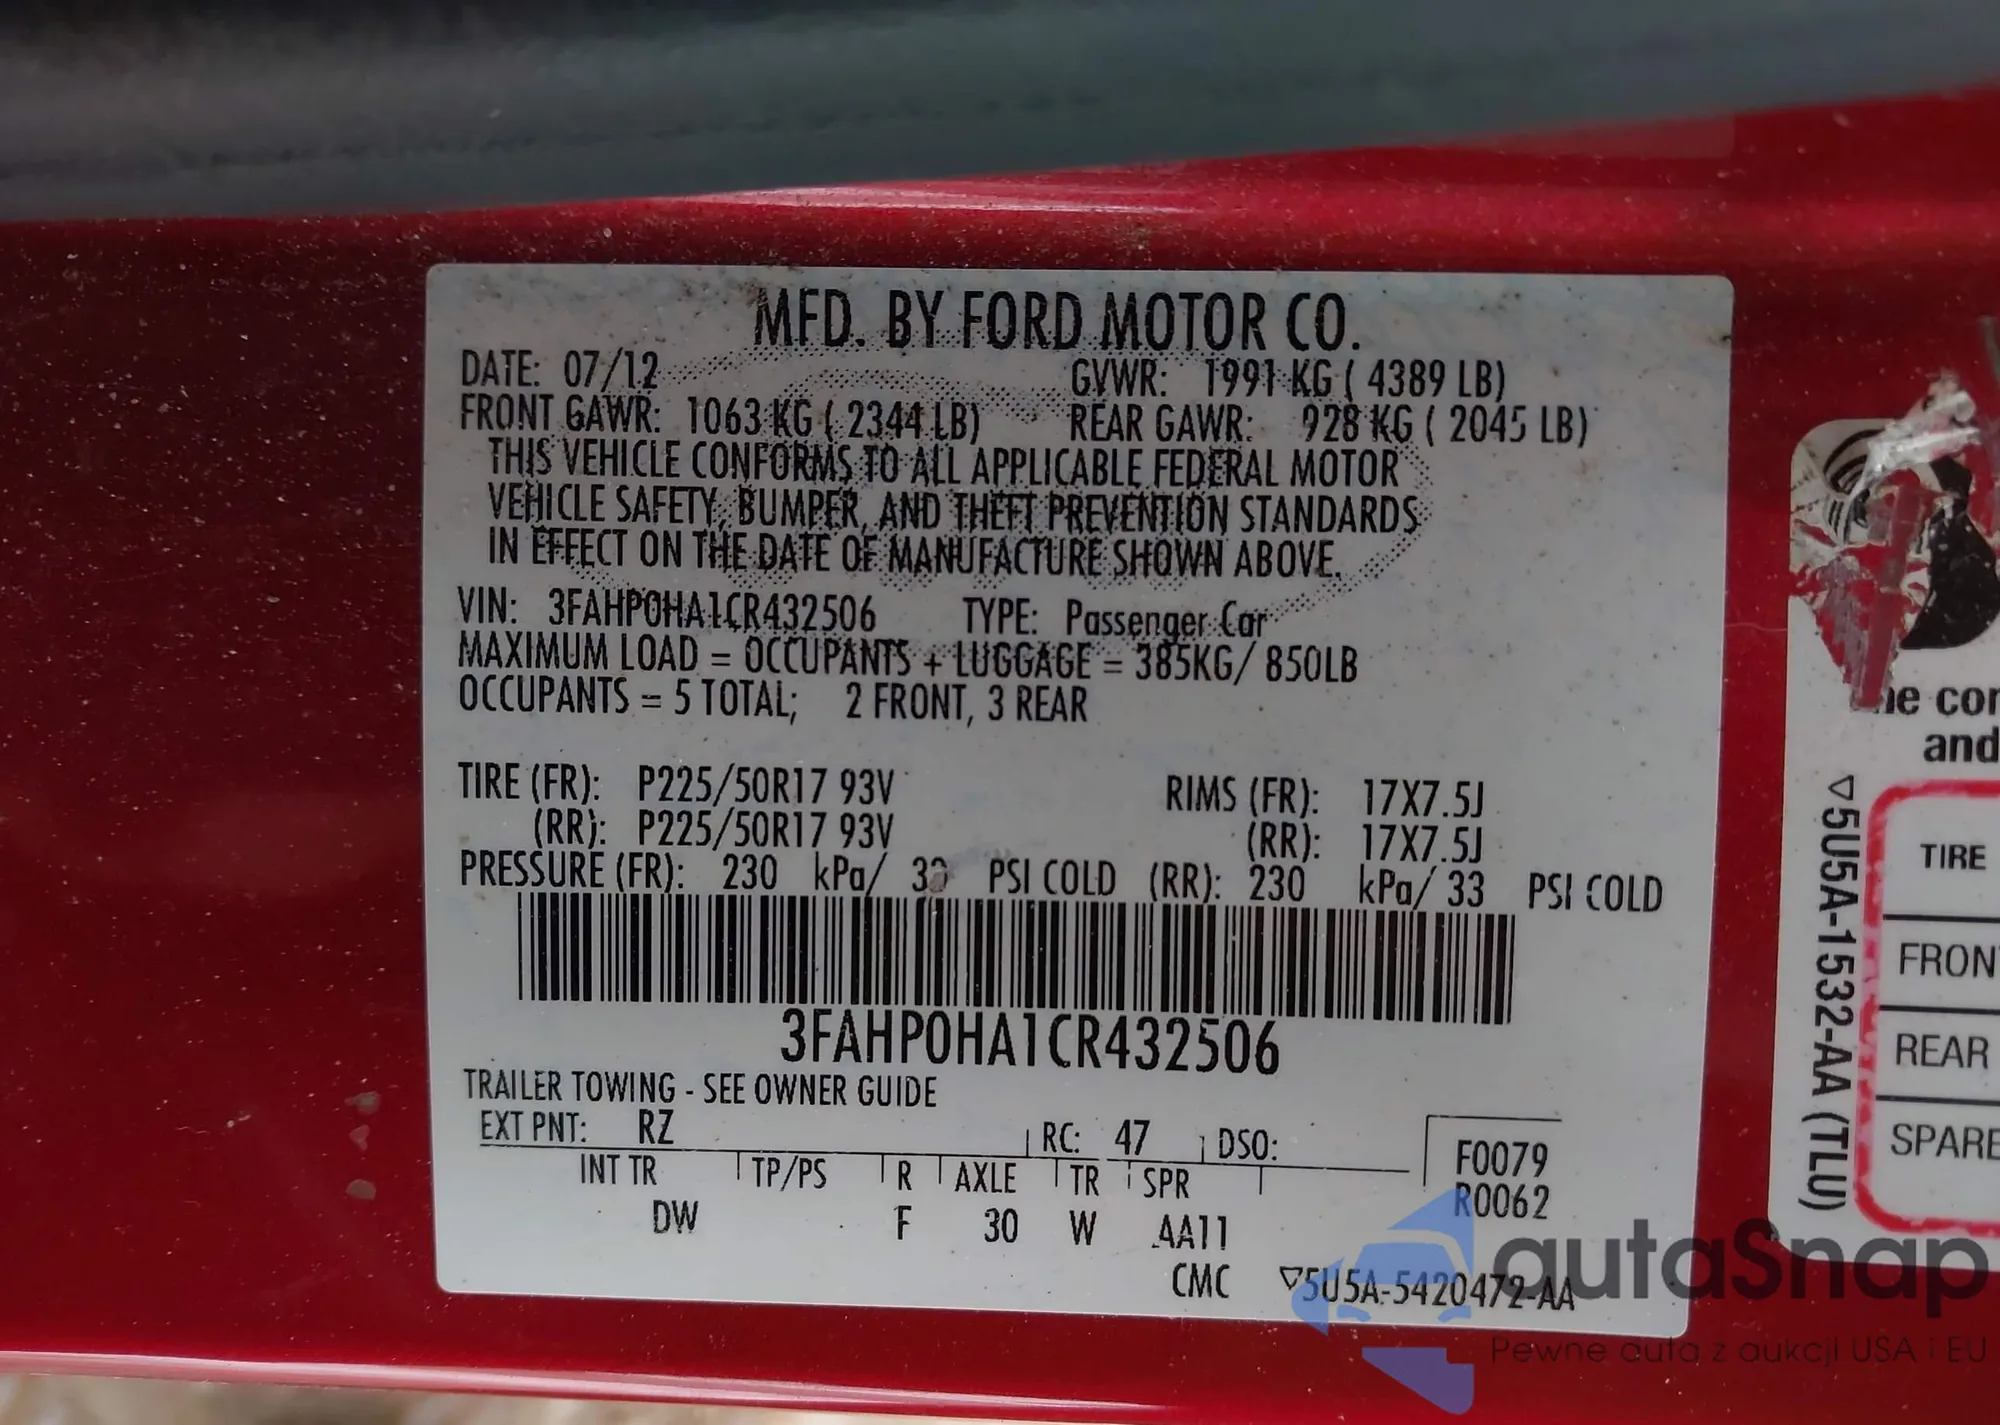 MFD. BY FORD MOTOR CO.
DATE: 07/12 GVWR: 1991 KG ( 4389 LB)
FRONT GAWR: 1063 KG ( 2344 LB) REAR GAWR: 928 KG ( 2045 LB)
THIS VEHICLE CONFORMS TO ALL APPLICABLE FEDERAL MOTOR
VEHICLE SAFETY, BUMPER, AND THEFT PREVENTION STANDARDS
IN EFFECT ON THE DATE OF MANUFACTURE SHOWN ABOVE.
VIN: 3FAHP0HA1CR432506 TYPE: Passenger Car
MAXIMUM LOAD = OCCUPANTS + LUGGAGE = 385KG/ 850LB
OCCUPANTS = 5 TOTAL; 2 FRONT, 3 REAR
TIRE (FR): P225/50R17 93V RIMS (FR): 17X7.5J
(RR): P225/50R17 93V (RR): 17X7.5J
PRESSURE (FR): 230 kPa/ 33 PSI COLD (RR): 230 kPa/ 33 PSI COLD
3FAHP0HA1CR432506
TRAILER TOWING - SEE OWNER GUIDE
EXT PNT: RZ RC: 47 DSO:
INT TR TP/PS R AXLE TR SPR
DW F 30 W AA11
F0079
R0062
CMC ▽5U5A-5420472-AA
and
▽5U5A-1532-AA (TLU)
TIRE
FRONT
REAR
SPARE
autaSnap
Pewne auta z aukcji USA i EU